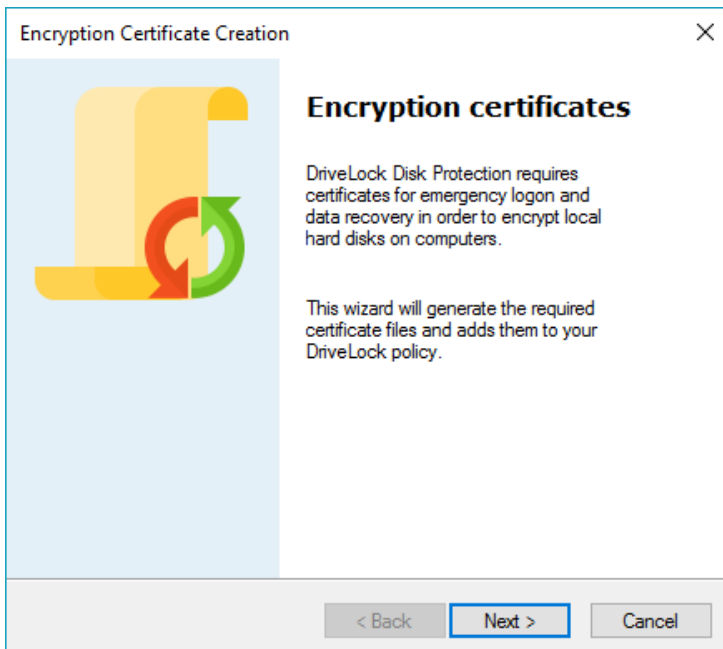 Encryption Certificate Creation
Encryption certificates
DriveLock Disk Protection requires
certificates for emergency logon and
data recovery in order to encrypt local
hard disks on computers.
This wizard will generate the required
certificate files and adds them to your
DriveLock policy.
< Back Next > Cancel